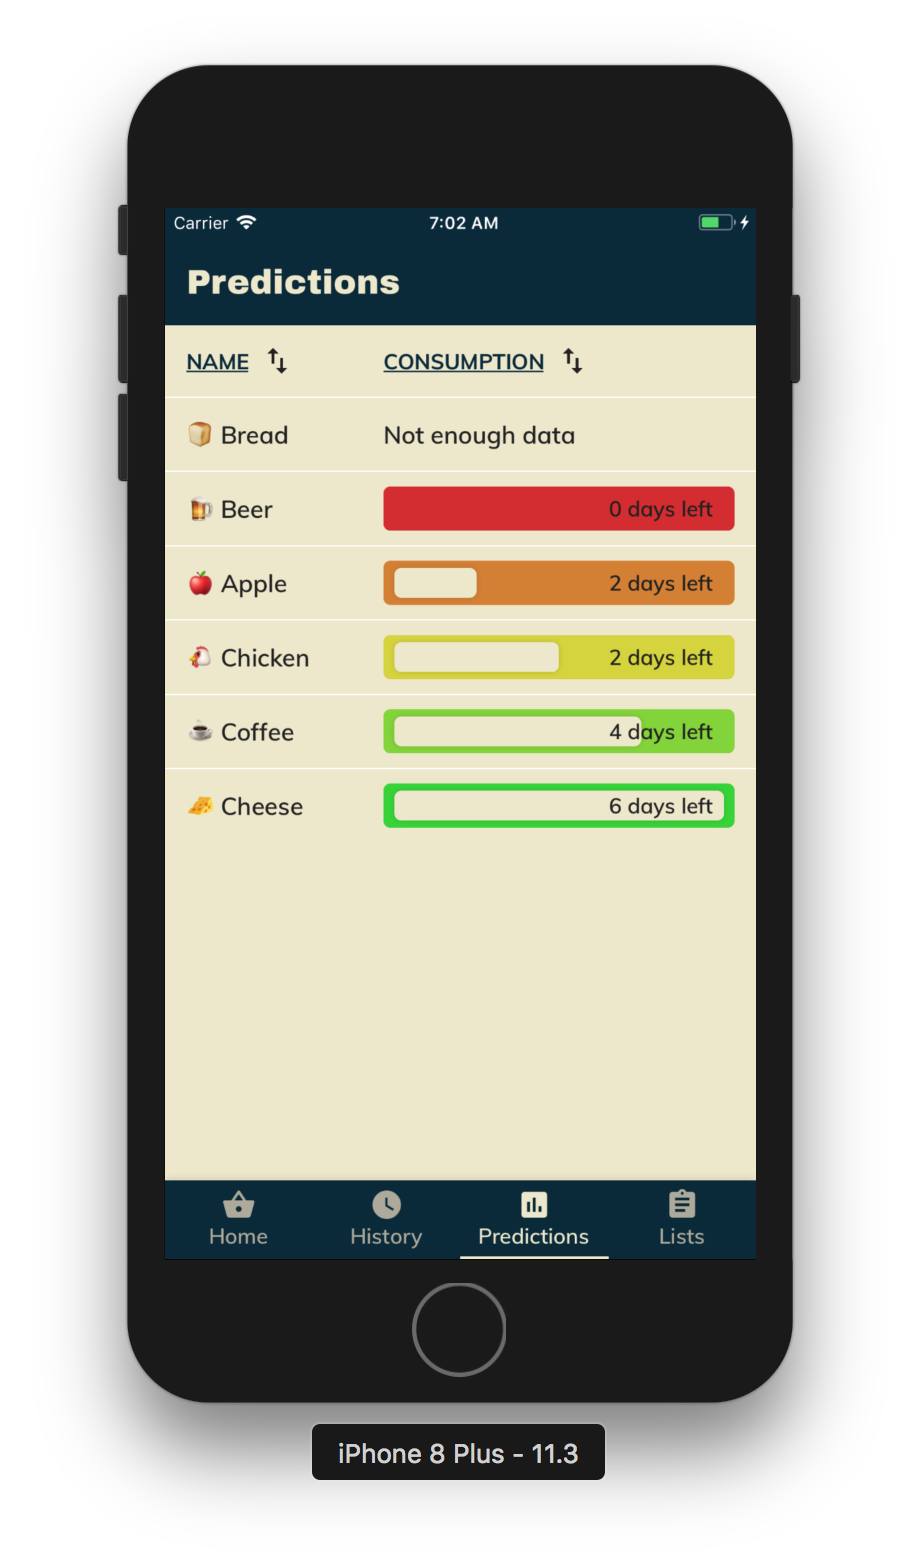 Carrier 7:02 AM
Predictions
NAME CONSUMPTION
Bread Not enough data
Beer 0 days left
Apple 2 days left
Chicken 2 days left
Coffee 4 days left
Cheese 6 days left
Home History Predictions Lists
iPhone 8 Plus - 11.3